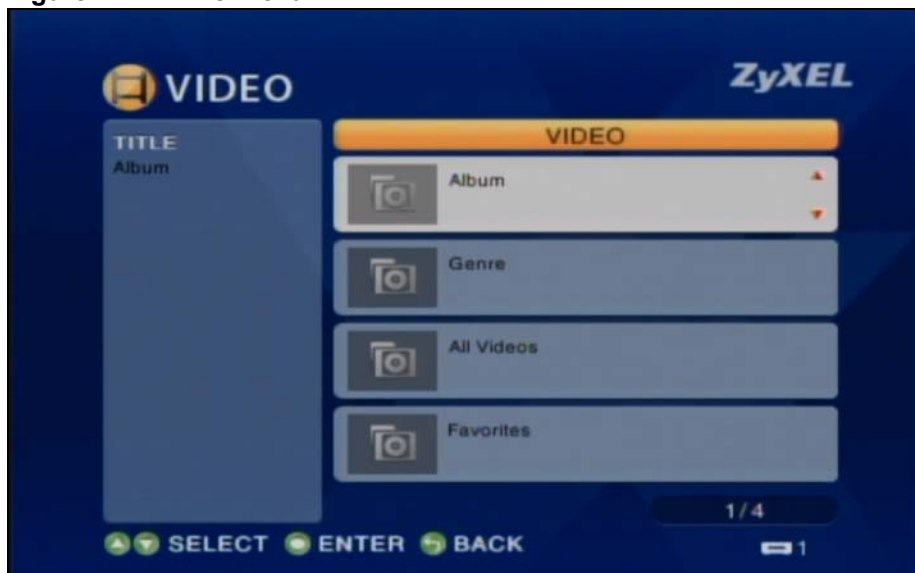 VIDEO
ZyXEL
TITLE
Album
VIDEO
Album
Genre
All Videos
Favorites
1/4
SELECT ENTER BACK
1